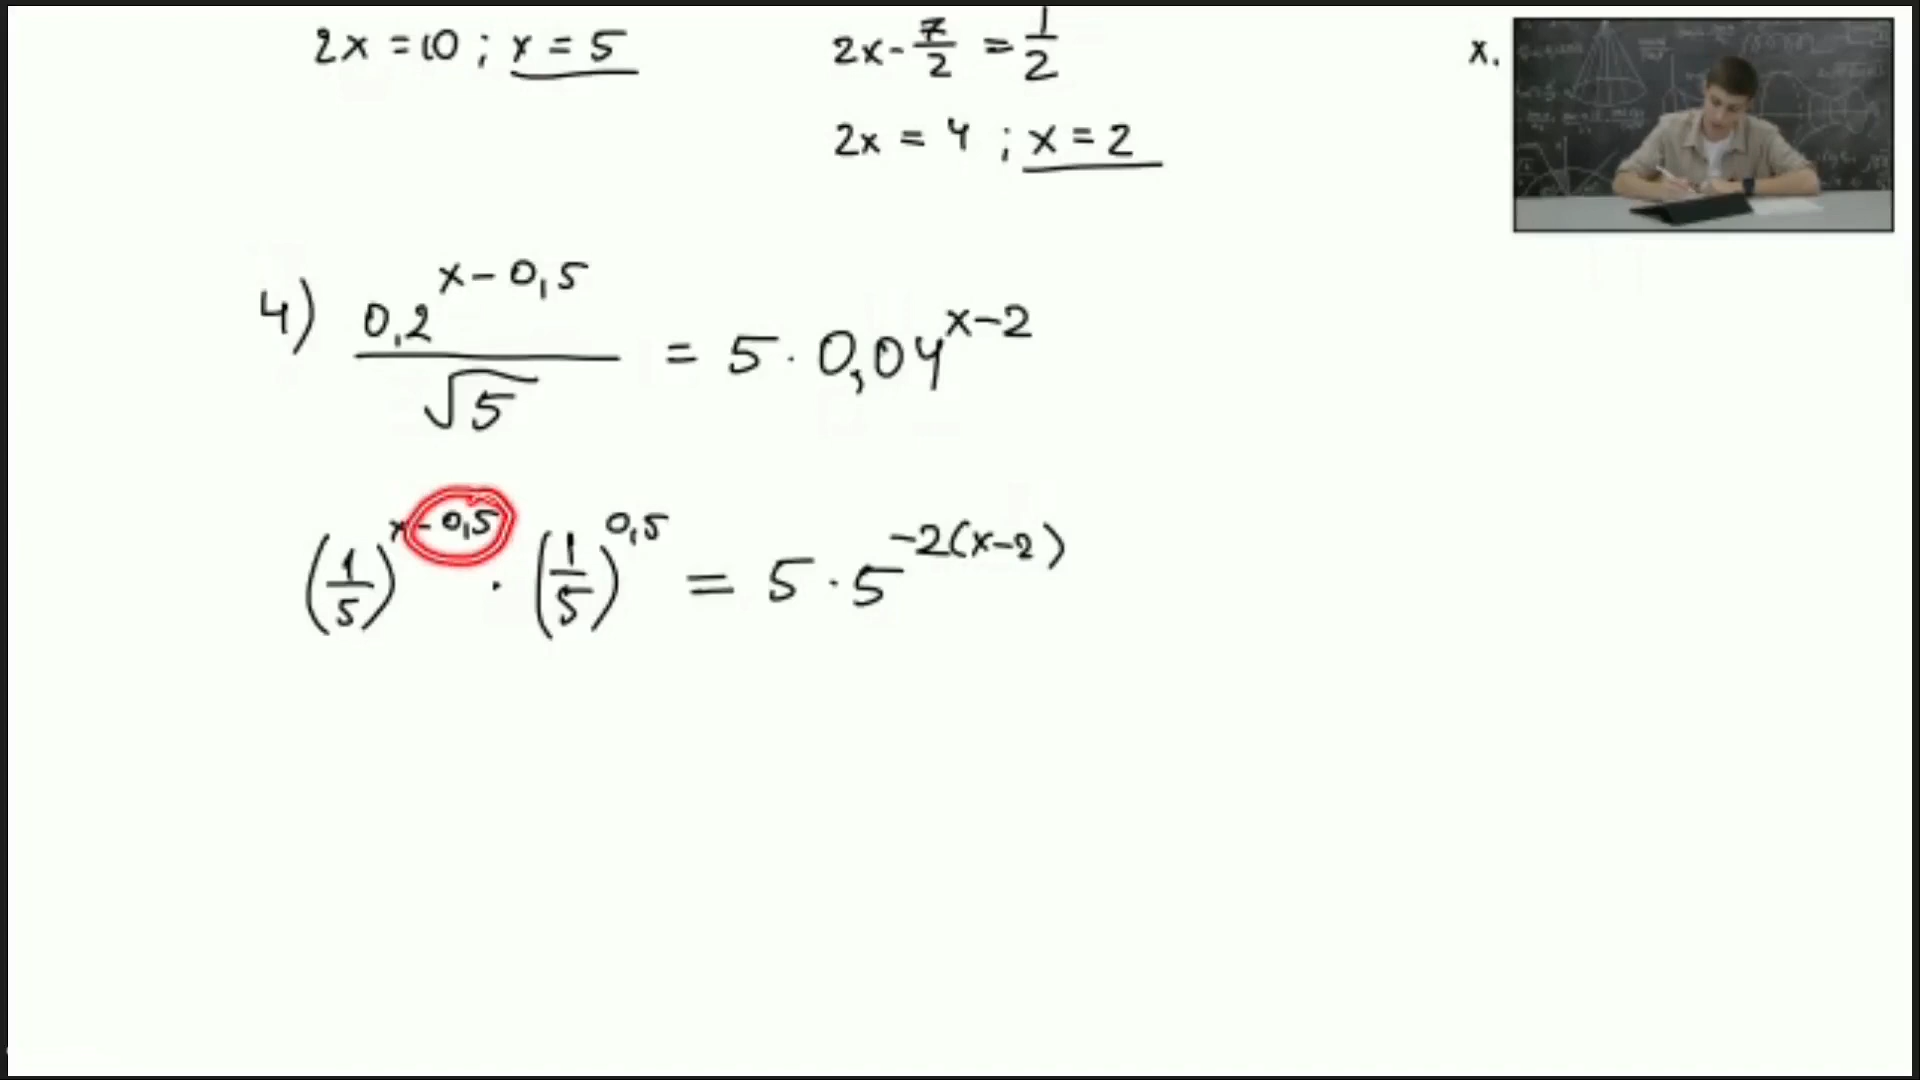 2x = 10 ; x = 5
2x - 7/2 = 1/2
x.
2x = 4 ; x = 2
4) 0,2^(x-0,5) / √5 = 5 · 0,04^(x-2)
(1/5)^(x-0,5) · (1/5)^(0,5) = 5 · 5^(-2(x-2))